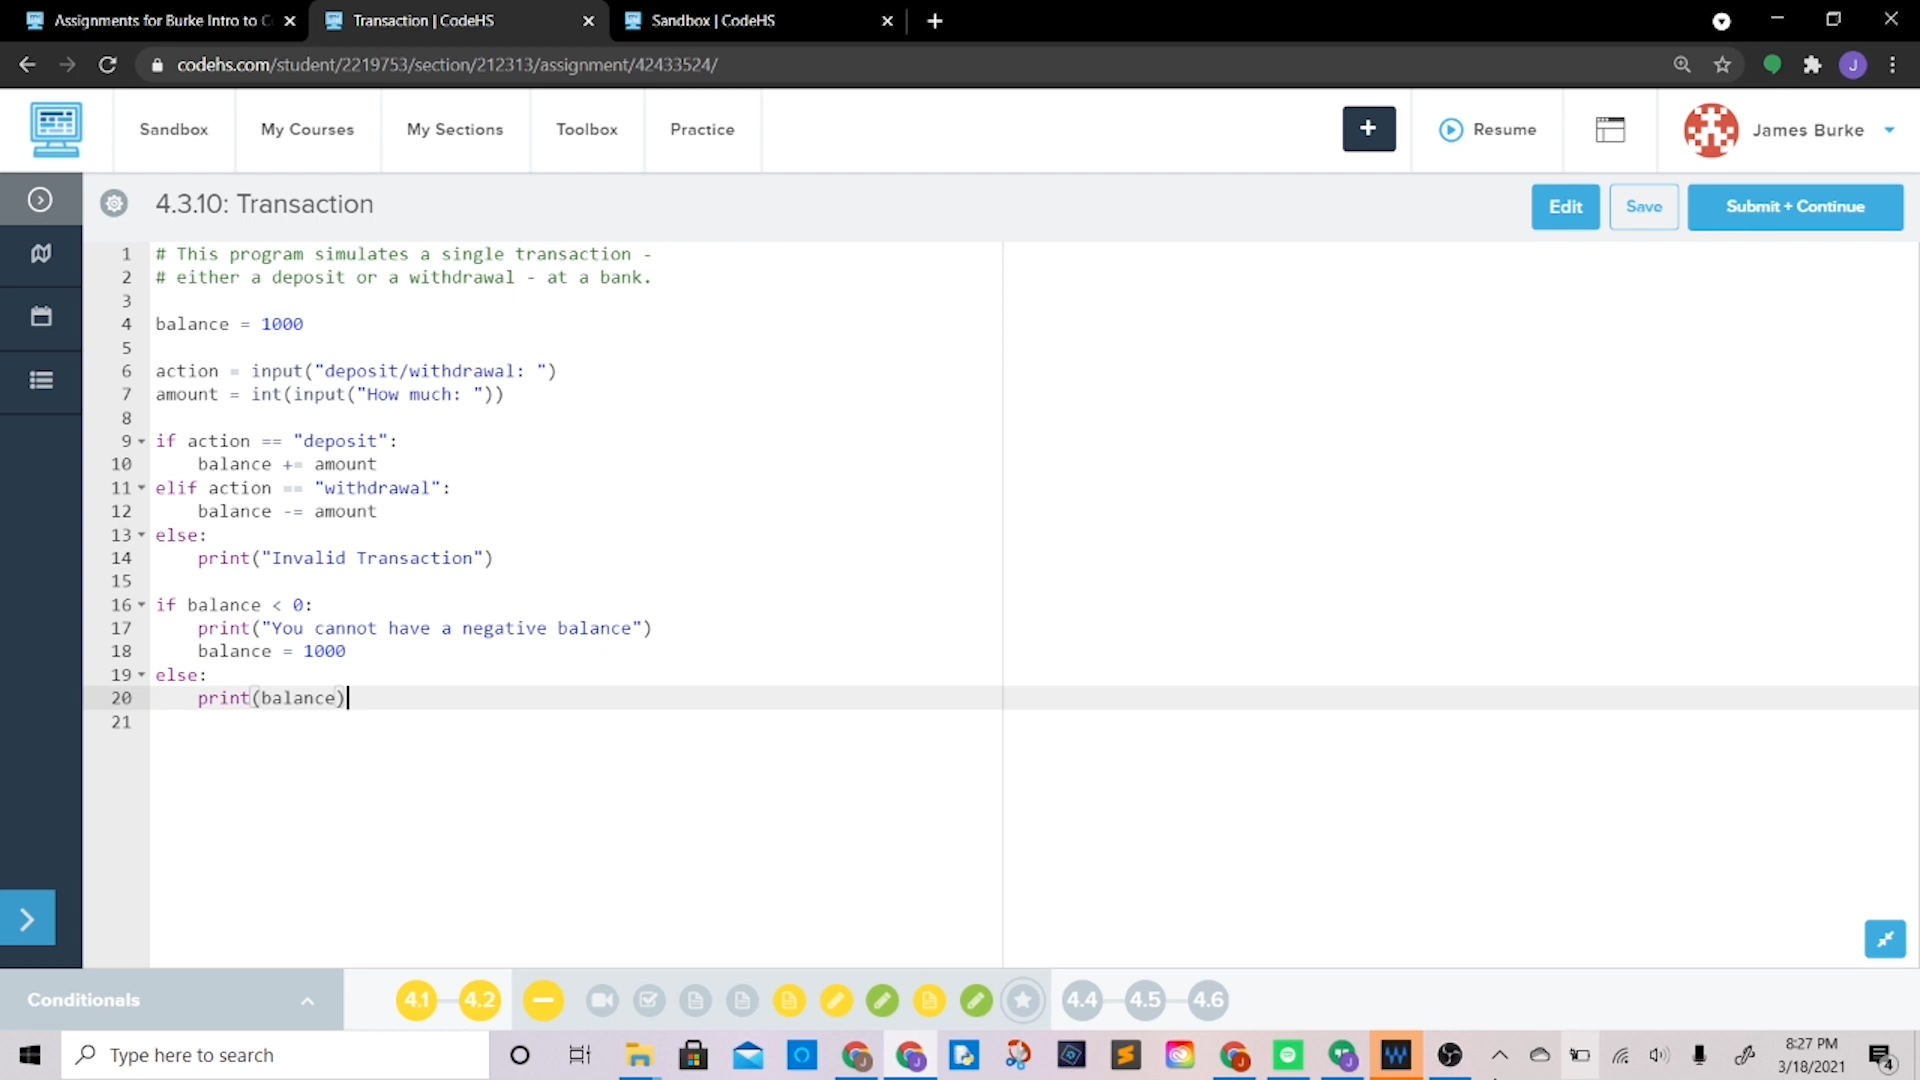 Assignments for Burke Intro to C
Transaction | CodeHS
Sandbox | CodeHS
codehs.com/student/2219753/section/212313/assignment/42433524/
J
Sandbox
My Courses
My Sections
Toolbox
Practice
+
Resume
James Burke
4.3.10: Transaction
Edit
Save
Submit + Continue
1 # This program simulates a single transaction -
2 # either a deposit or a withdrawal - at a bank.
3
4 balance = 1000
5
6 action = input("deposit/withdrawal: ")
7 amount = int(input("How much: "))
8
9 if action == "deposit":
10     balance += amount
11 elif action == "withdrawal":
12     balance -= amount
13 else:
14     print("Invalid Transaction")
15
16 if balance < 0:
17     print("You cannot have a negative balance")
18     balance = 1000
19 else:
20     print(balance)
21
Conditionals
4.1
4.2
4.4
4.5
4.6
Type here to search
8:27 PM
3/18/2021
4